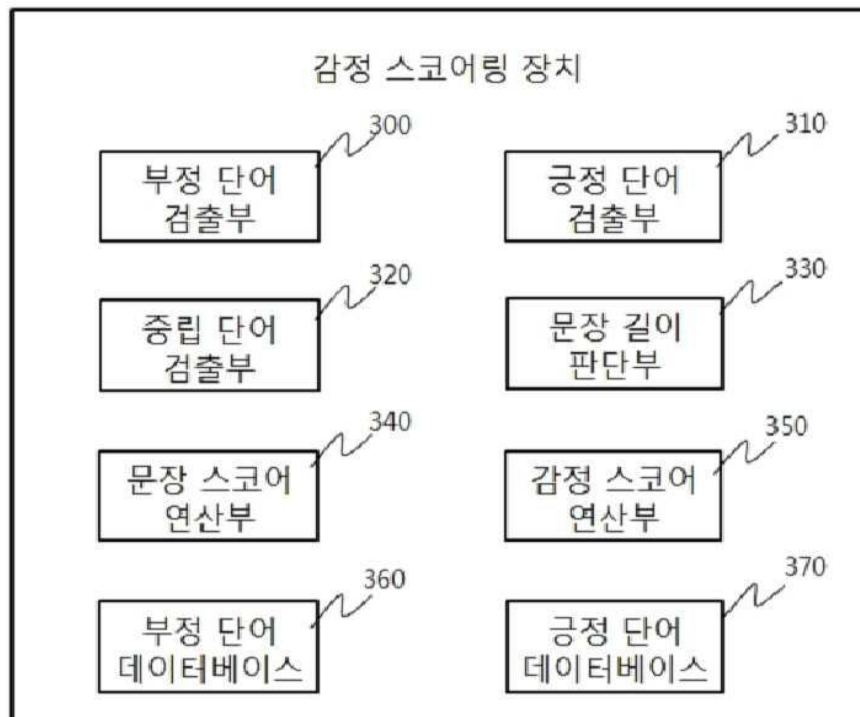 감정 스코어링 장치
300
부정 단어
검출부
310
긍정 단어
검출부
320
중립 단어
검출부
330
문장 길이
판단부
340
문장 스코어
연산부
350
감정 스코어
연산부
360
부정 단어
데이터베이스
370
긍정 단어
데이터베이스